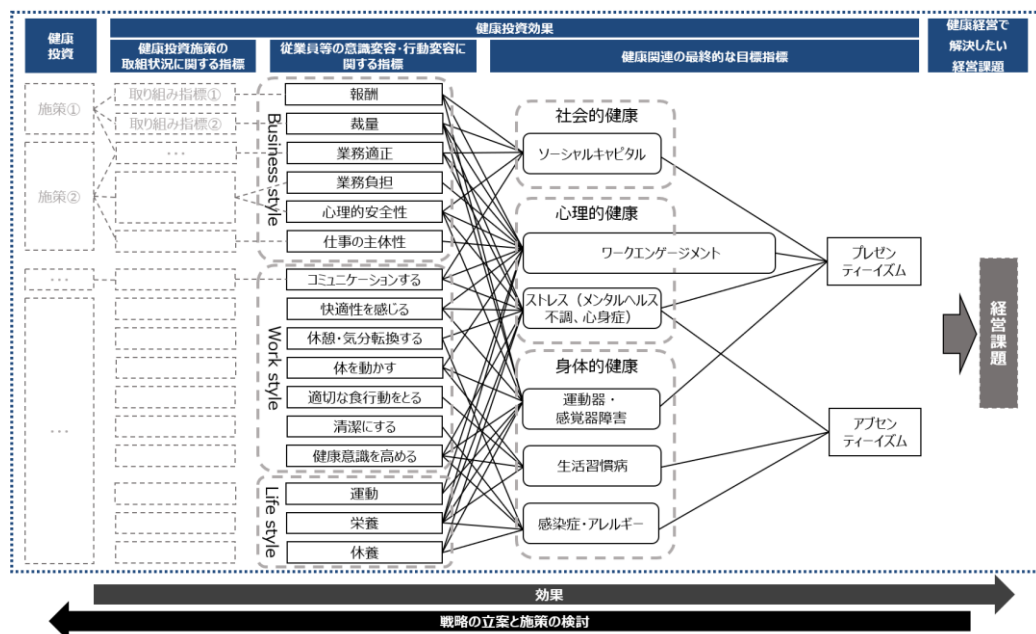 健康
投資
健康投資効果
健康経営で
解決したい
経営課題
健康投資施策の
取組状況に関する指標
従業員等の意識変容・行動変容に
関する指標
健康関連の最終的な目標指標
施策①
施策②
…
…
取り組み指標①
取り組み指標②
…
Business style
報酬
裁量
業務適正
業務負担
心理的安全性
仕事の主体性
Work style
コミュニケーションする
快適性を感じる
休憩・気分転換する
体を動かす
適切な食行動をとる
清潔にする
健康意識を高める
Life style
運動
栄養
休養
社会的健康
ソーシャルキャピタル
心理的健康
ワークエンゲージメント
ストレス（メンタルヘルス
不調、心身症）
身体的健康
運動器・
感覚器障害
生活習慣病
感染症・アレルギー
プレゼン
ティーイズム
アブセン
ティーイズム
経営課題
効果
戦略の立案と施策の検討